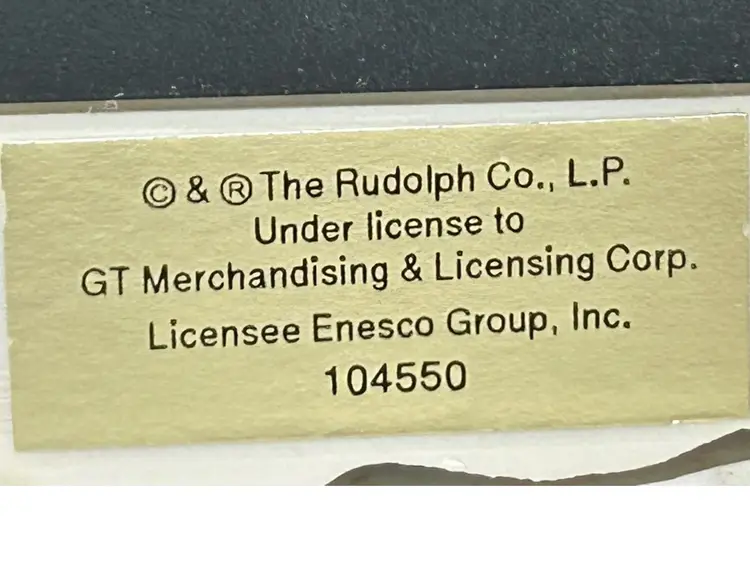 © & ® The Rudolph Co., L.P.
Under license to
GT Merchandising & Licensing Corp.
Licensee Enesco Group, Inc.
104550